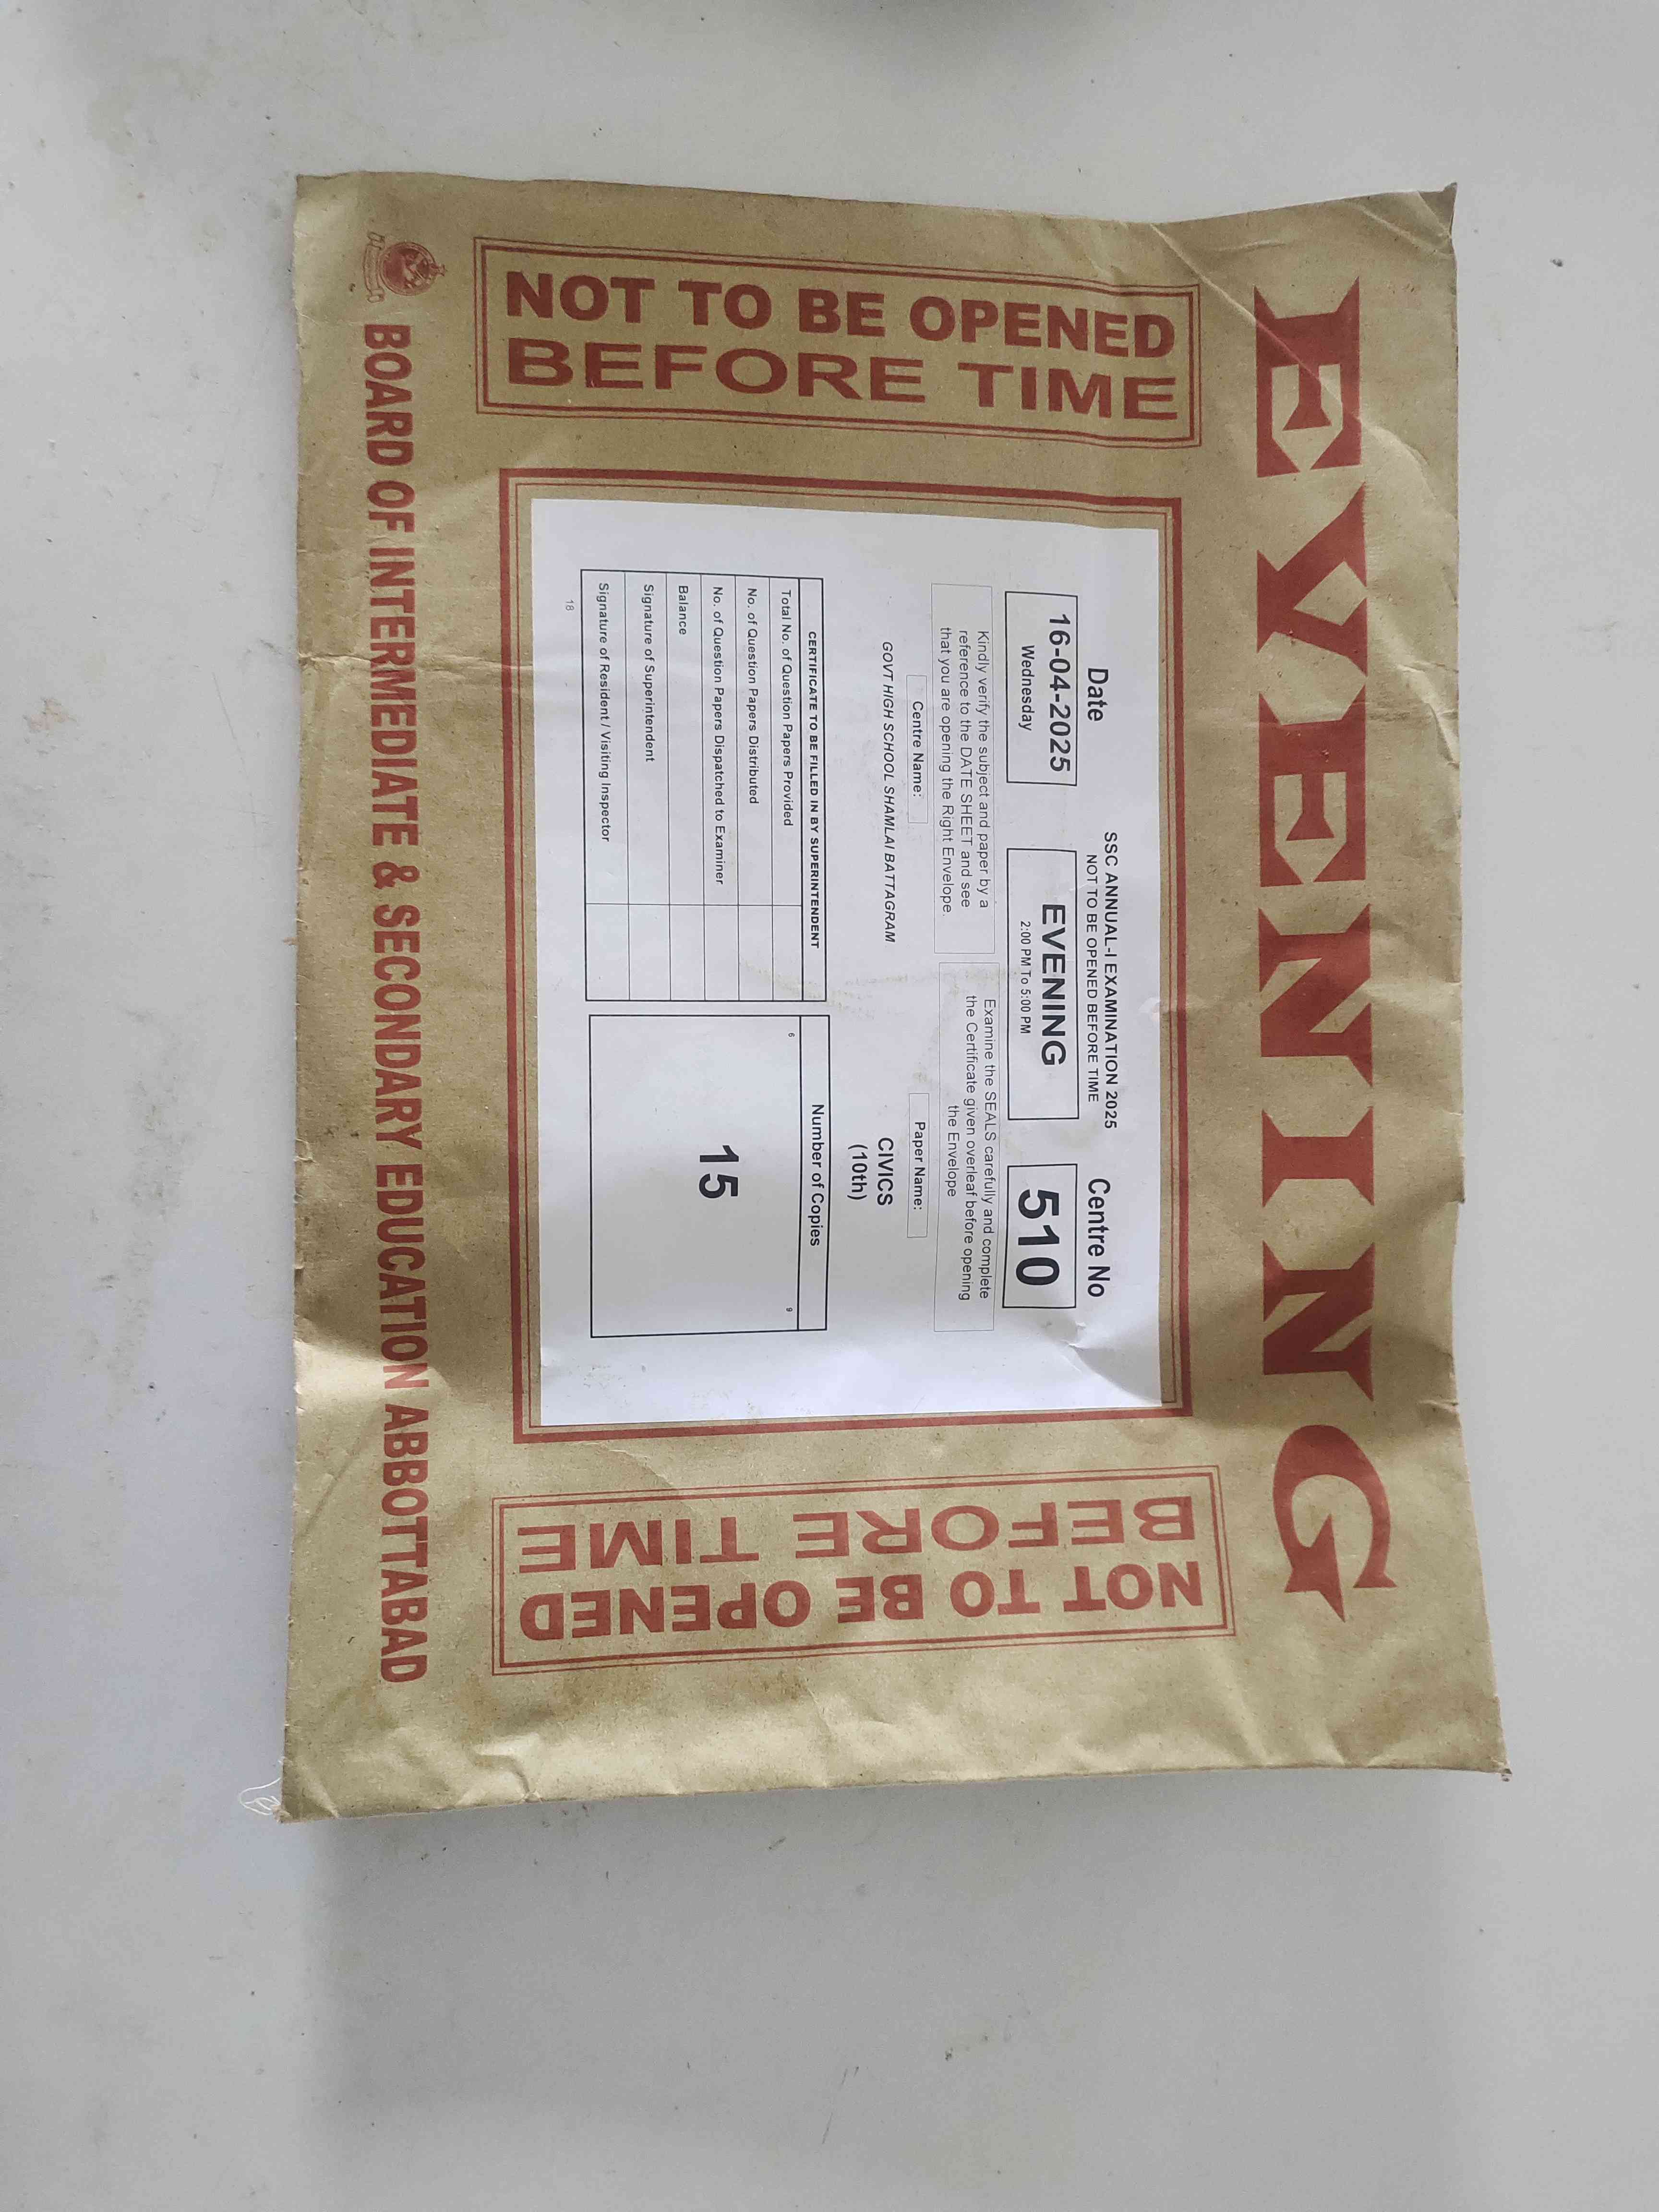 EVENING
NOT TO BE OPENED
BEFORE TIME
SSC ANNUAL-I EXAMINATION 2025
NOT TO BE OPENED BEFORE TIME
Date
16-04-2025
Wednesday
EVENING
2:00 PM To 5:00 PM
Centre No
510
Kindly verify the subject and paper by a
reference to the DATE SHEET and see
that you are opening the Right Envelope.
Examine the SEALS carefully and complete
the Certificate given overleaf before opening
the Envelope
Centre Name:
GOVT HIGH SCHOOL SHAMLAI BATTAGRAM
Paper Name:
CIVICS
(10th)
CERTIFICATE TO BE FILLED IN BY SUPERINTENDENT
Total No. of Question Papers Provided
No. of Question Papers Distributed
No. of Question Papers Dispatched to Examiner
Balance
Signature of Superintendent
Signature of Resident / Visiting Inspector
18
Number of Copies
6
9
15
NOT TO BE OPENED
BEFORE TIME
BOARD OF INTERMEDIATE & SECONDARY EDUCATION ABBOTTABAD